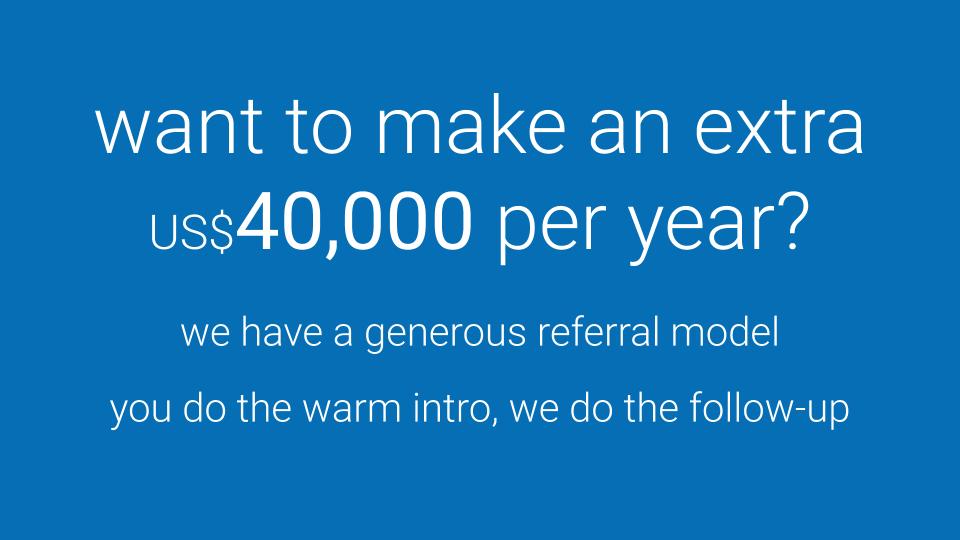 want to make an extra
US$40,000 per year?
we have a generous referral model
you do the warm intro, we do the follow-up